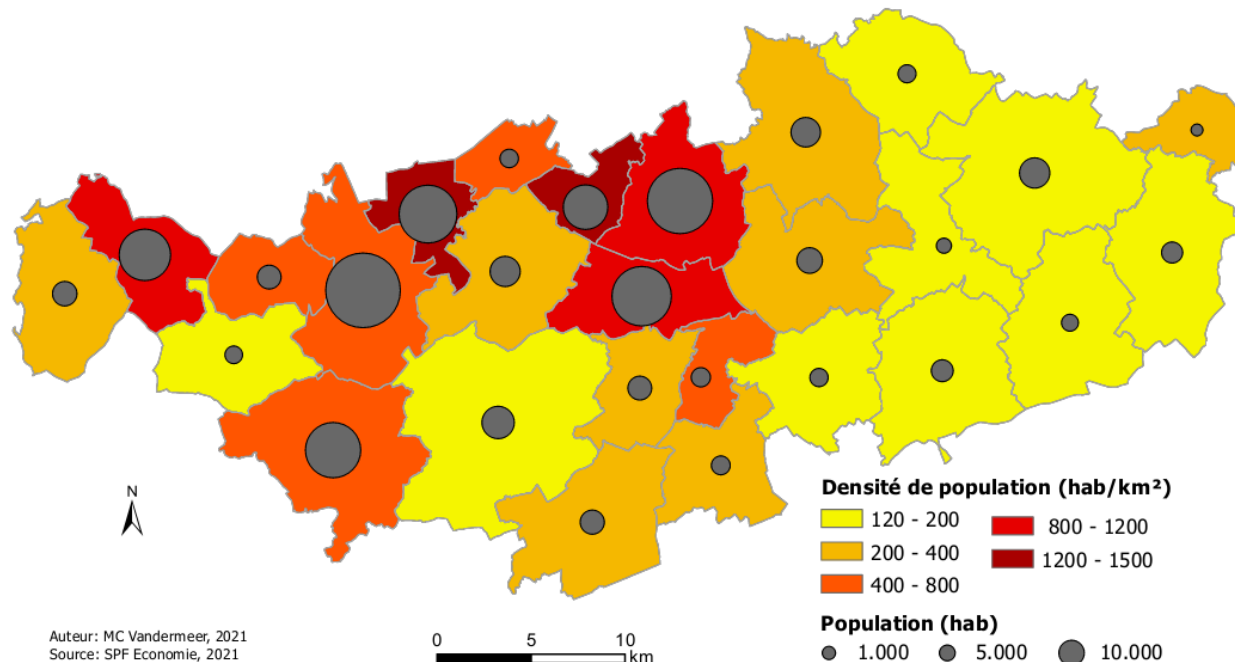 N
Densité de population (hab/km²)
120 - 200
800 - 1200
200 - 400
1200 - 1500
400 - 800
Population (hab)
1.000
5.000
10.000
Auteur: MC Vandermeer, 2021
Source: SPF Economie, 2021
0
5
10
km